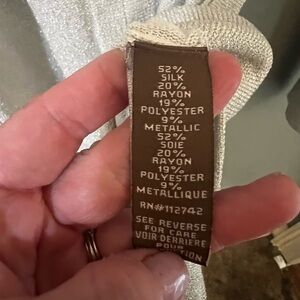 52%
SILK
20%
RAYON
19%
POLYESTER
9%
METALLIC
52%
SOIE
20%
RAYON
19%
POLYESTER
9%
METALLIQUE
RN#112742
SEE REVERSE
FOR CARE
VOIR DERRIERE
POUR